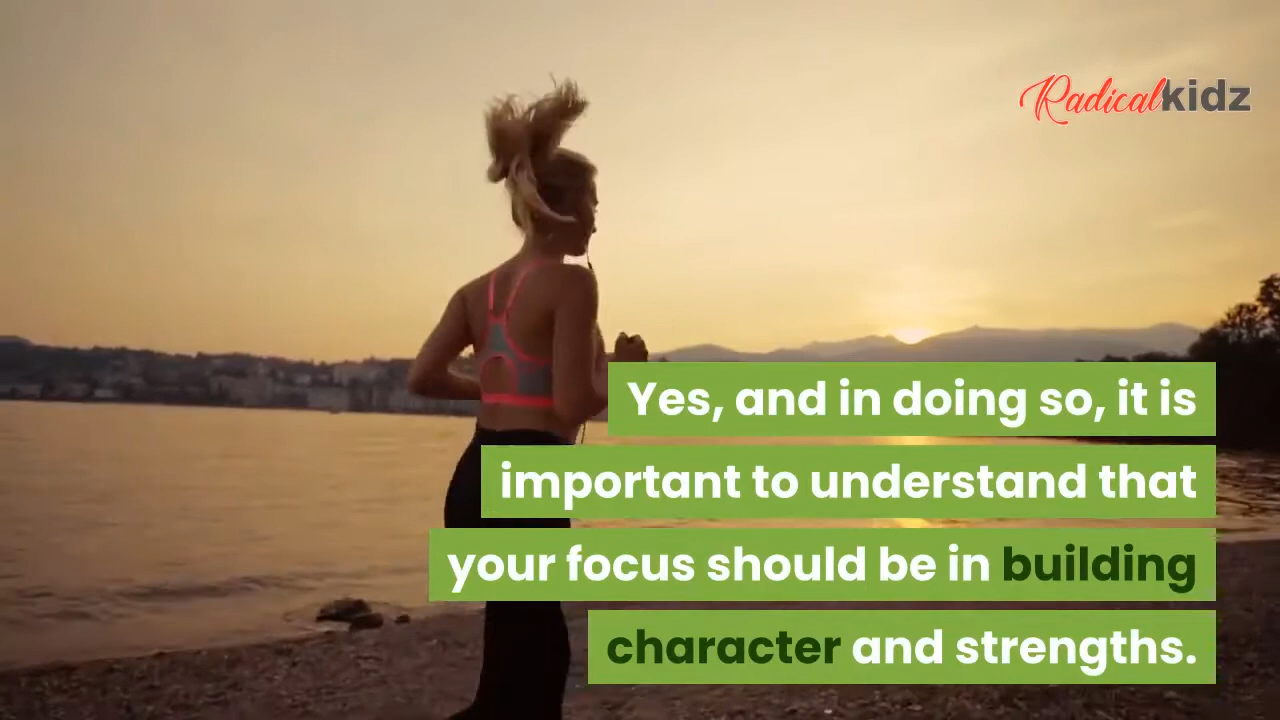 Radicalkidz
Yes, and in doing so, it is
important to understand that
your focus should be in building
character and strengths.